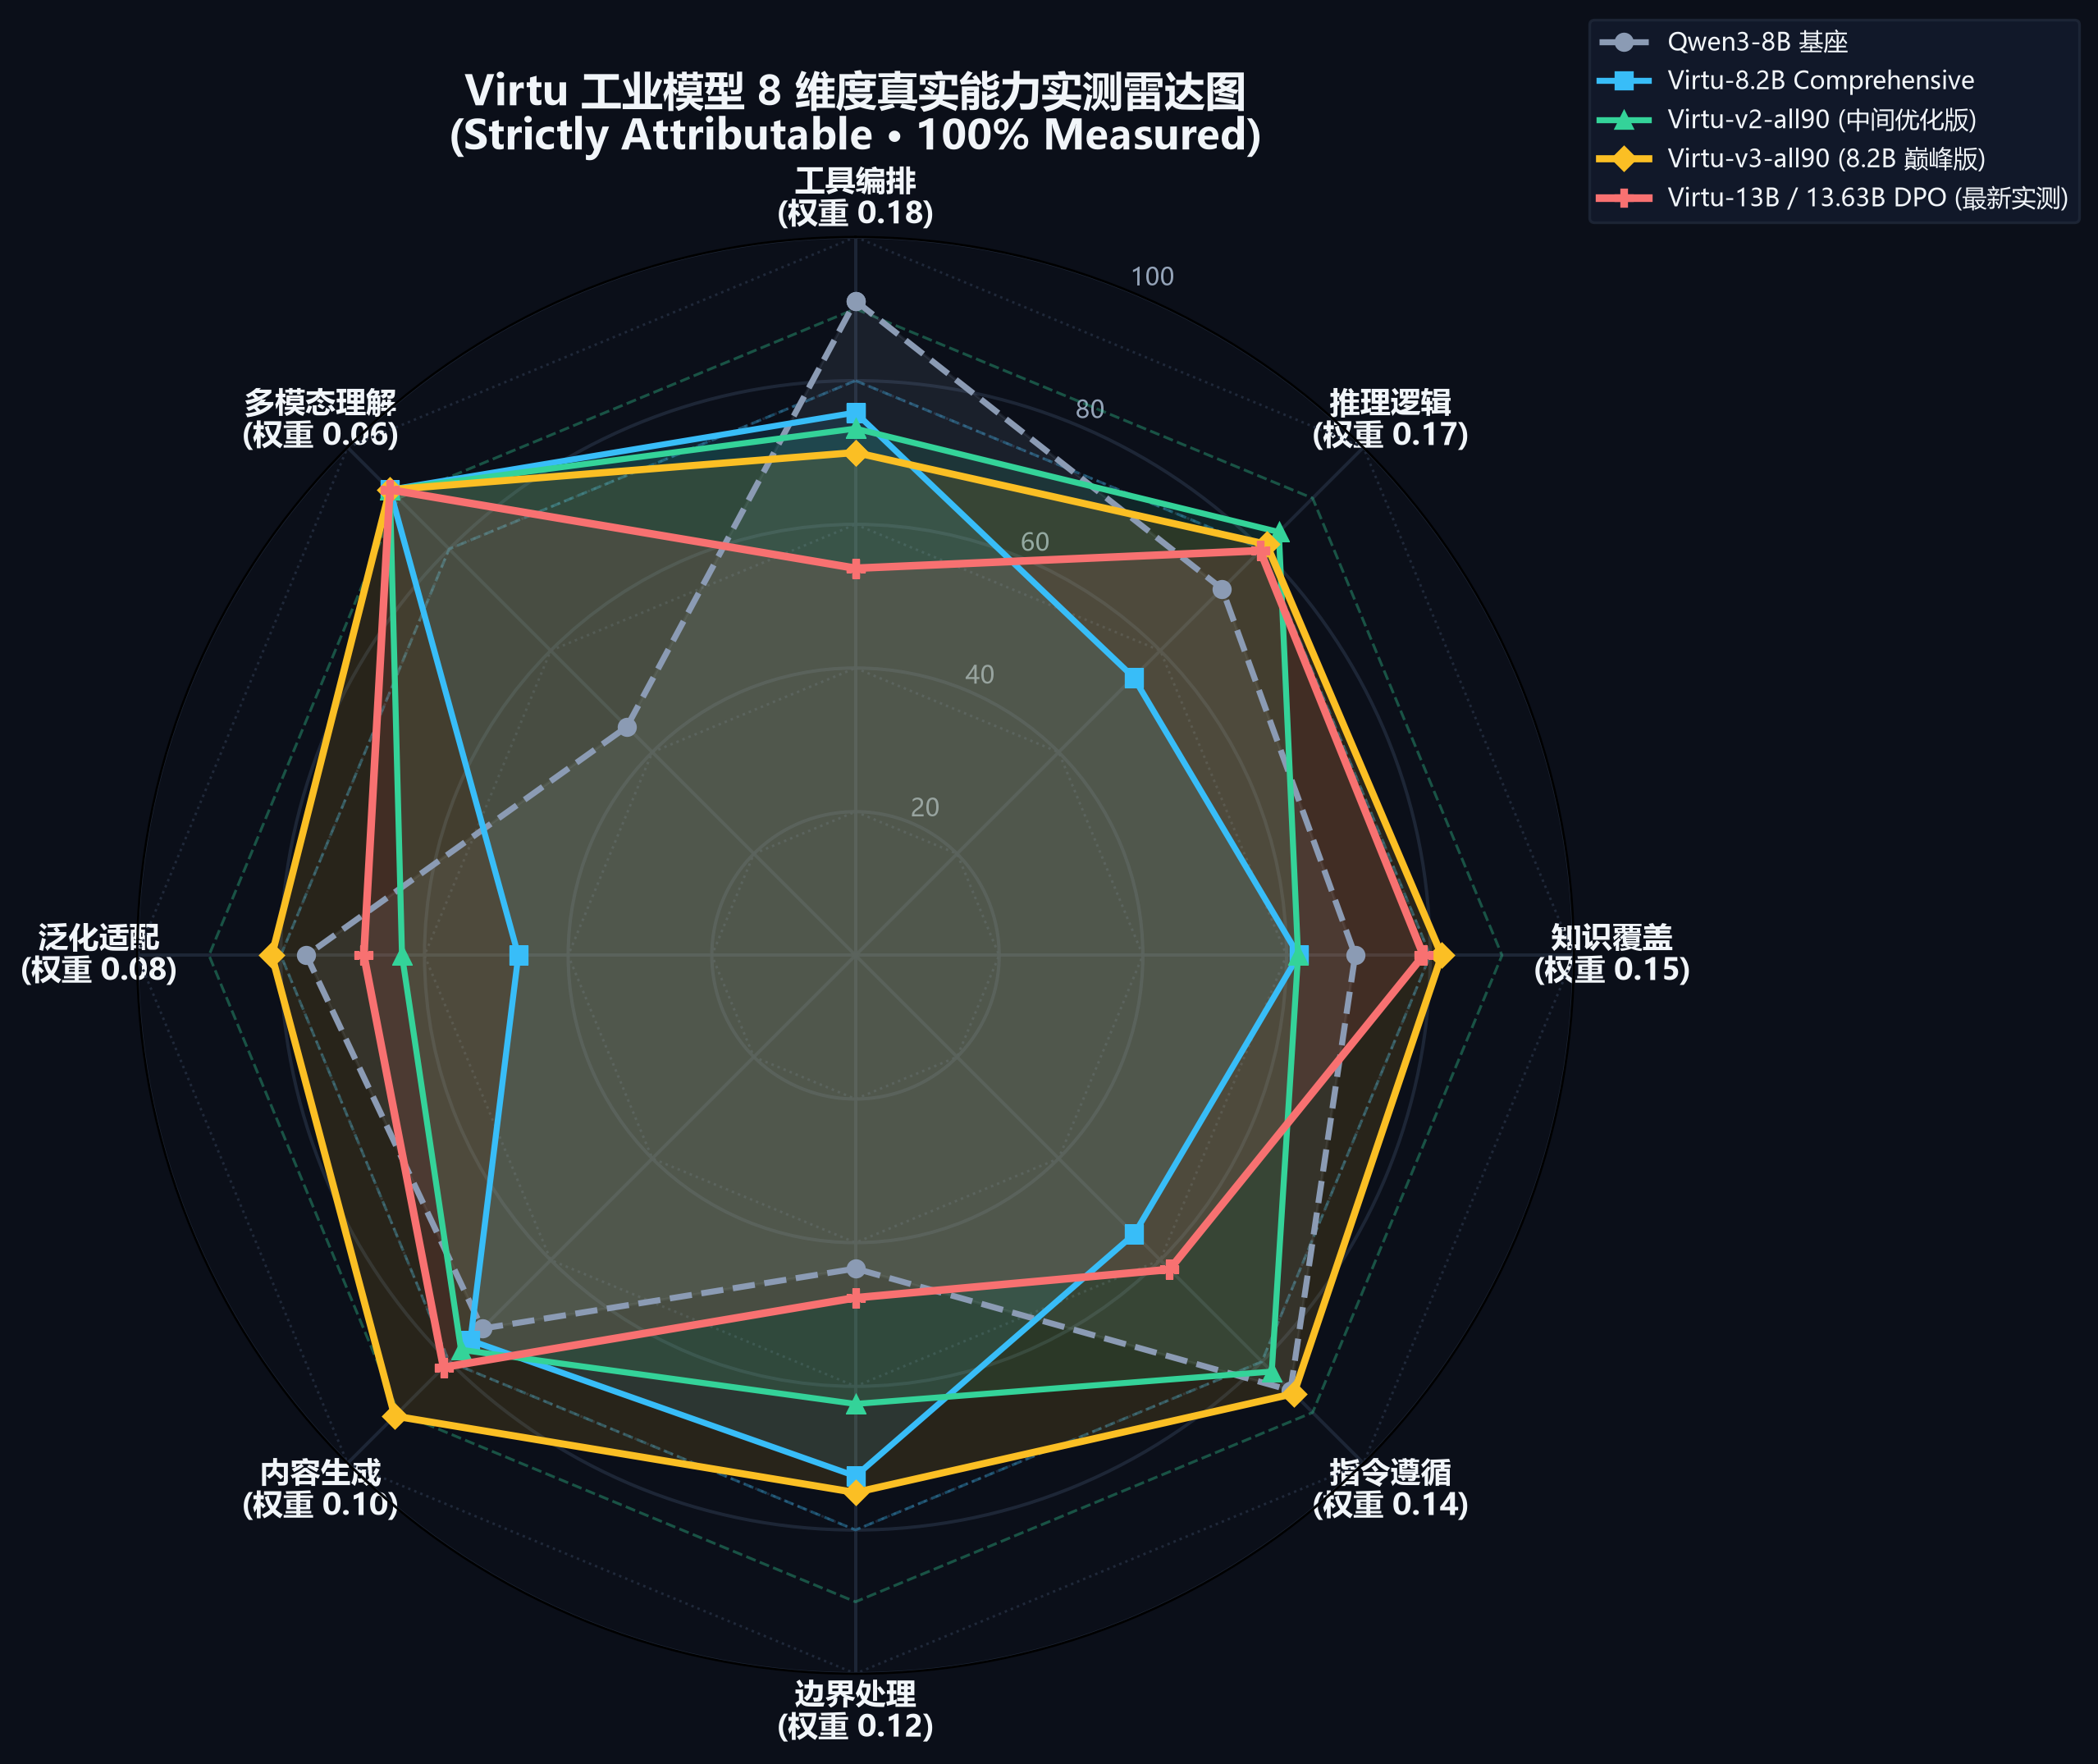 Qwen3-8B 基座
Virtu-8.2B Comprehensive
Virtu-v2-all90 (中间优化版)
Virtu-v3-all90 (8.2B 巅峰版)
Virtu-13B / 13.63B DPO (最新实测)
Virtu 工业模型 8 维度真实能力实测雷达图
(Strictly Attributable • 100% Measured)
工具编排
(权重 0.18)
100
多模态理解
(权重 0.06)
80
推理逻辑
(权重 0.17)
60
40
20
泛化适配
(权重 0.08)
知识覆盖
(权重 0.15)
内容生成
(权重 0.10)
指令遵循
(权重 0.14)
边界处理
(权重 0.12)